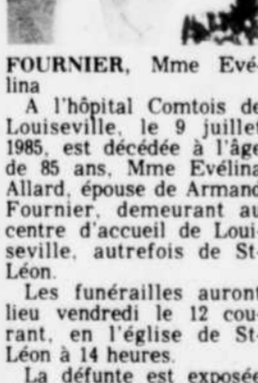 FOURNIER, Mme Evé-
lina
A l'hôpital Comtois de
Louiseville, le 9 juillet
1985, est décédée à l'âge
de 85 ans, Mme Evélina
Allard, épouse de Armand
Fournier, demeurant au
centre d'accueil de Loui-
seville, autrefois de St-
Léon.
Les funérailles auront
lieu vendredi le 12 cou-
rant, en l'église de St-
Léon à 14 heures.
La défunte est exposée